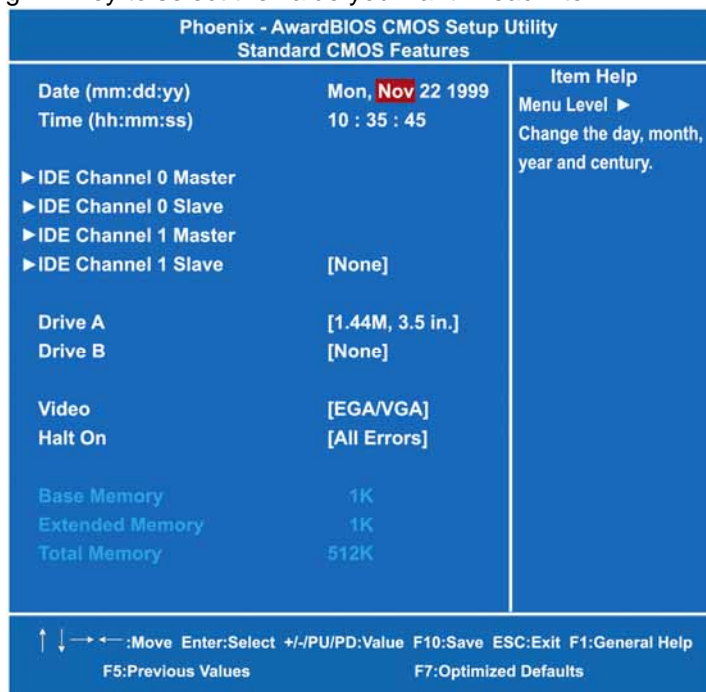 Phoenix - AwardBIOS CMOS Setup Utility
Standard CMOS Features
Date (mm:dd:yy) Mon, Nov 22 1999
Time (hh:mm:ss) 10 : 35 : 45
►IDE Channel 0 Master
►IDE Channel 0 Slave
►IDE Channel 1 Master
►IDE Channel 1 Slave [None]
Drive A [1.44M, 3.5 in.]
Drive B [None]
Video [EGA/VGA]
Halt On [All Errors]
Base Memory 1K
Extended Memory 1K
Total Memory 512K
Item Help
Menu Level ►
Change the day, month,
year and century.
↑ ↓ → ← :Move Enter:Select +/-/PU/PD:Value F10:Save ESC:Exit F1:General Help
F5:Previous Values F7:Optimized Defaults